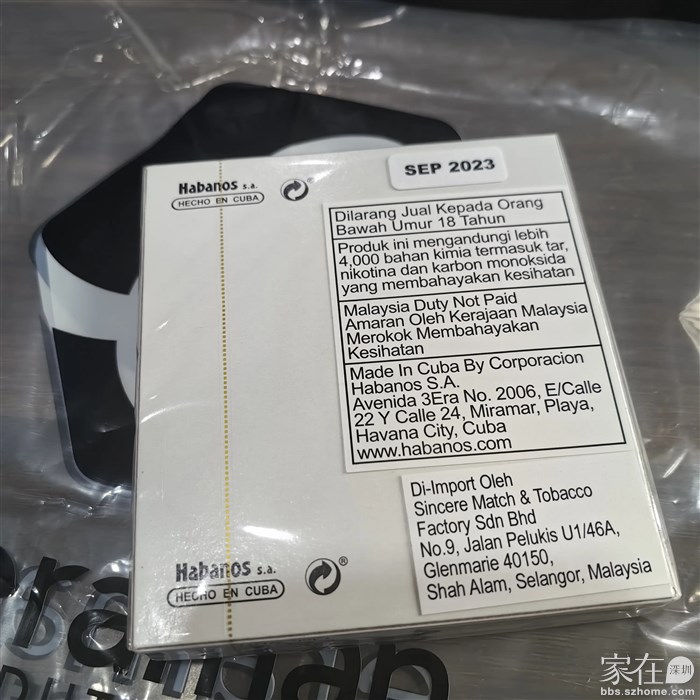 Habanos s.a.
HECHO EN CUBA
SEP 2023
Dilarang Jual Kepada Orang
Bawah Umur 18 Tahun
Produk ini mengandungi lebih
4,000 bahan kimia termasuk tar,
nikotina dan karbon monoksida
yang membahayakan kesihatan
Malaysia Duty Not Paid
Amaran Oleh Kerajaan Malaysia
Merokok Membahayakan
Kesihatan
Made In Cuba By Corporacion
Habanos S.A.
Avenida 3Era No. 2006, E/Calle
22 Y Calle 24, Miramar, Playa,
Havana City, Cuba
www.habanos.com
Di-Import Oleh
Sincere Match & Tobacco
Factory Sdn Bhd
No.9, Jalan Pelukis U1/46A,
Glenmarie 40150,
Shah Alam, Selangor, Malaysia
Habanos s.a.
HECHO EN CUBA
®
家在深圳
bbs.szhome.com